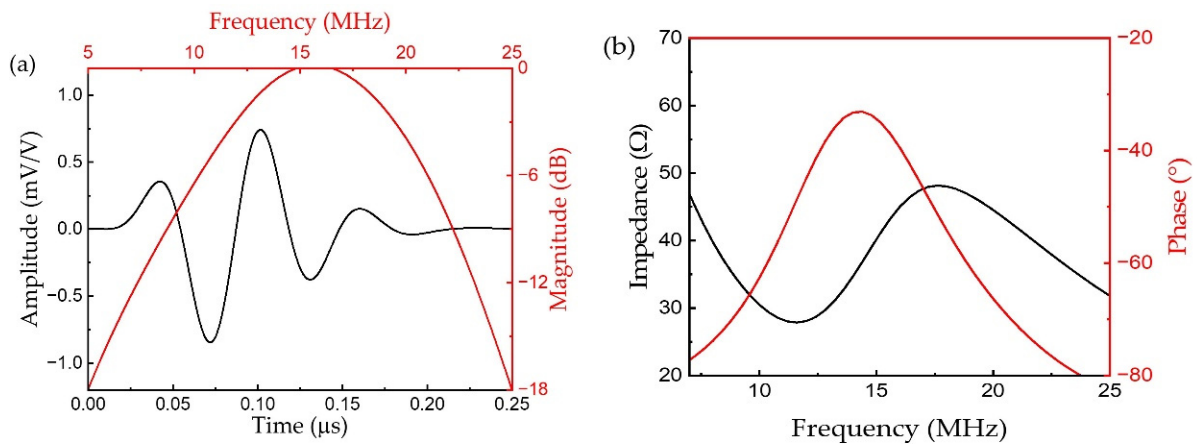 Frequency (MHz)
5 10 15 20 25
(a)
1.0
0.5
0.0
−0.5
−1.0
Amplitude (mV/V)
0
−6
−12
−18
Magnitude (dB)
0.00 0.05 0.10 0.15 0.20 0.25
Time (μs)
(b)
70
60
50
40
30
20
Impedance (Ω)
−20
−40
−60
−80
Phase (°)
10 15 20 25
Frequency (MHz)